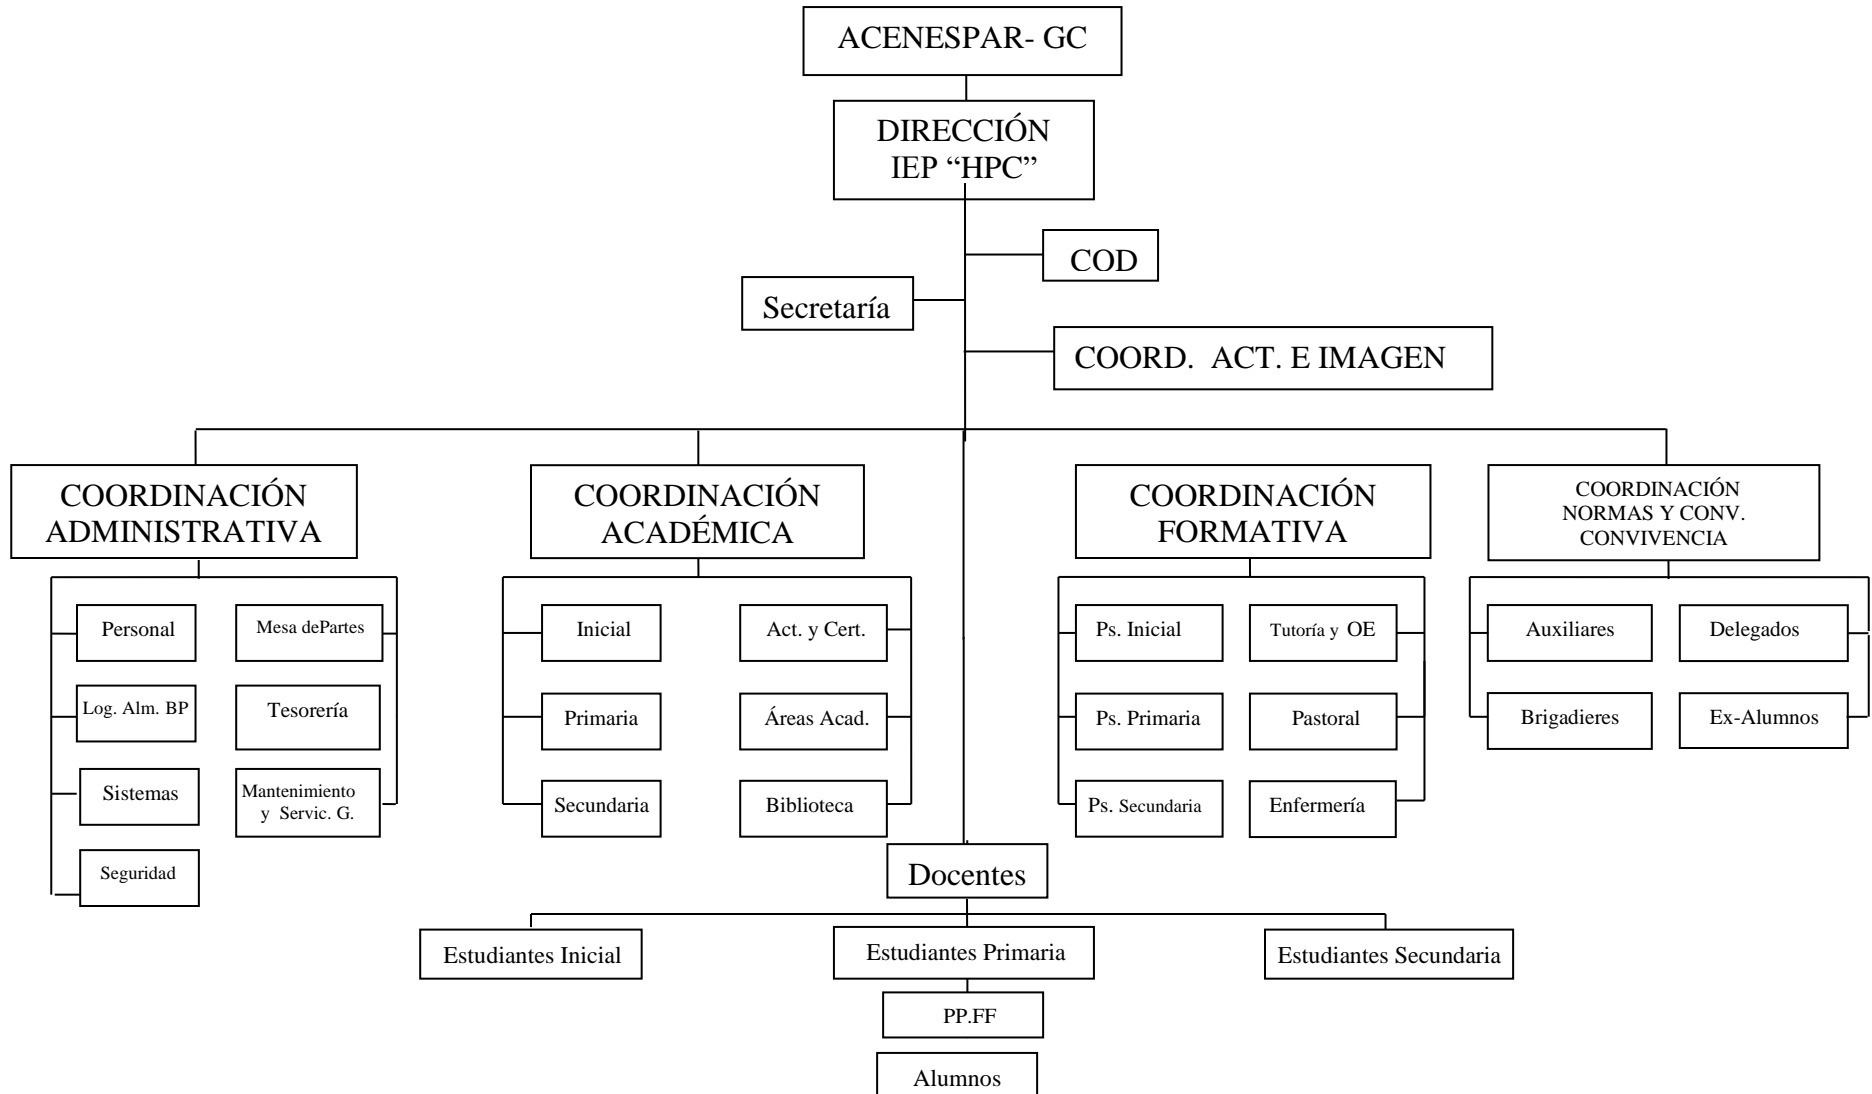 ACENESPAR- GC
DIRECCIÓN
IEP “HPC”
COD
Secretaría
COORD. ACT. E IMAGEN
COORDINACIÓN
ADMINISTRATIVA
COORDINACIÓN
ACADÉMICA
COORDINACIÓN
FORMATIVA
COORDINACIÓN
NORMAS Y CONV.
CONVIVENCIA
Personal
Mesa dePartes
Log. Alm. BP
Tesorería
Sistemas
Mantenimiento
y Servic. G.
Seguridad
Inicial
Act. y Cert.
Primaria
Áreas Acad.
Secundaria
Biblioteca
Ps. Inicial
Tutoría y OE
Ps. Primaria
Pastoral
Ps. Secundaria
Enfermería
Auxiliares
Delegados
Brigadieres
Ex-Alumnos
Docentes
Estudiantes Inicial
Estudiantes Primaria
Estudiantes Secundaria
PP.FF
Alumnos